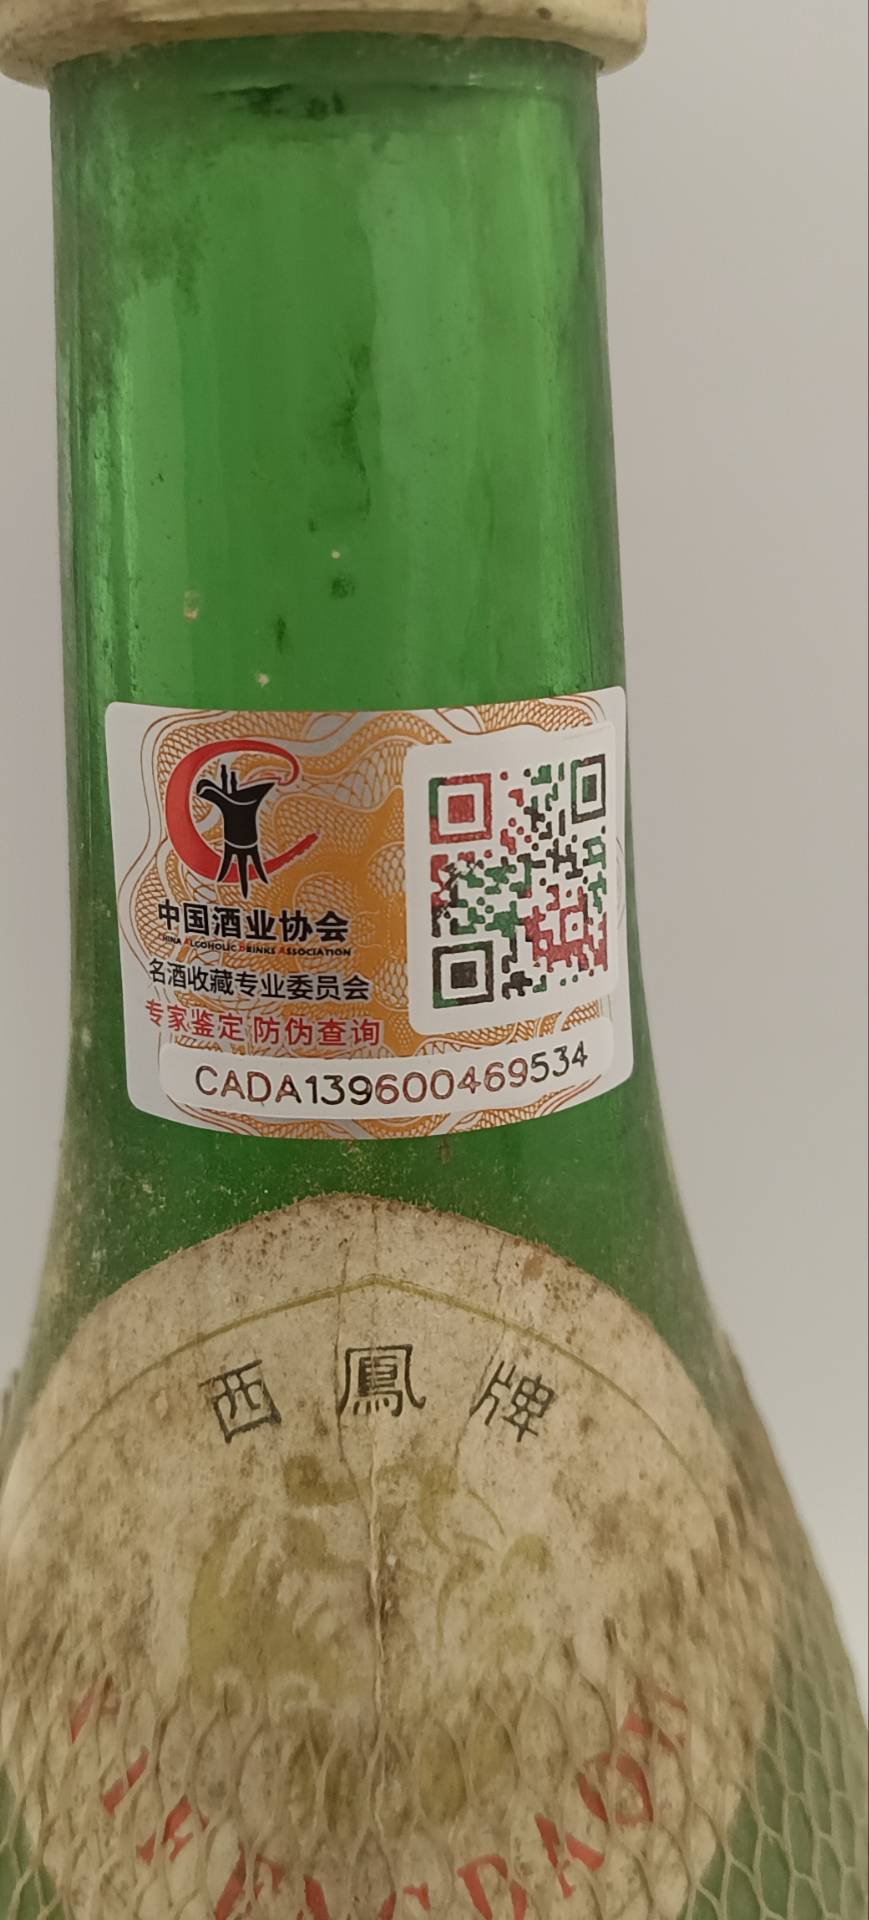 中国酒业协会
CHINA ALCOHOLIC DRINKS ASSOCIATION
名酒收藏专业委员会
专家鉴定 防伪查询
CADA139600469534
西鳳牌